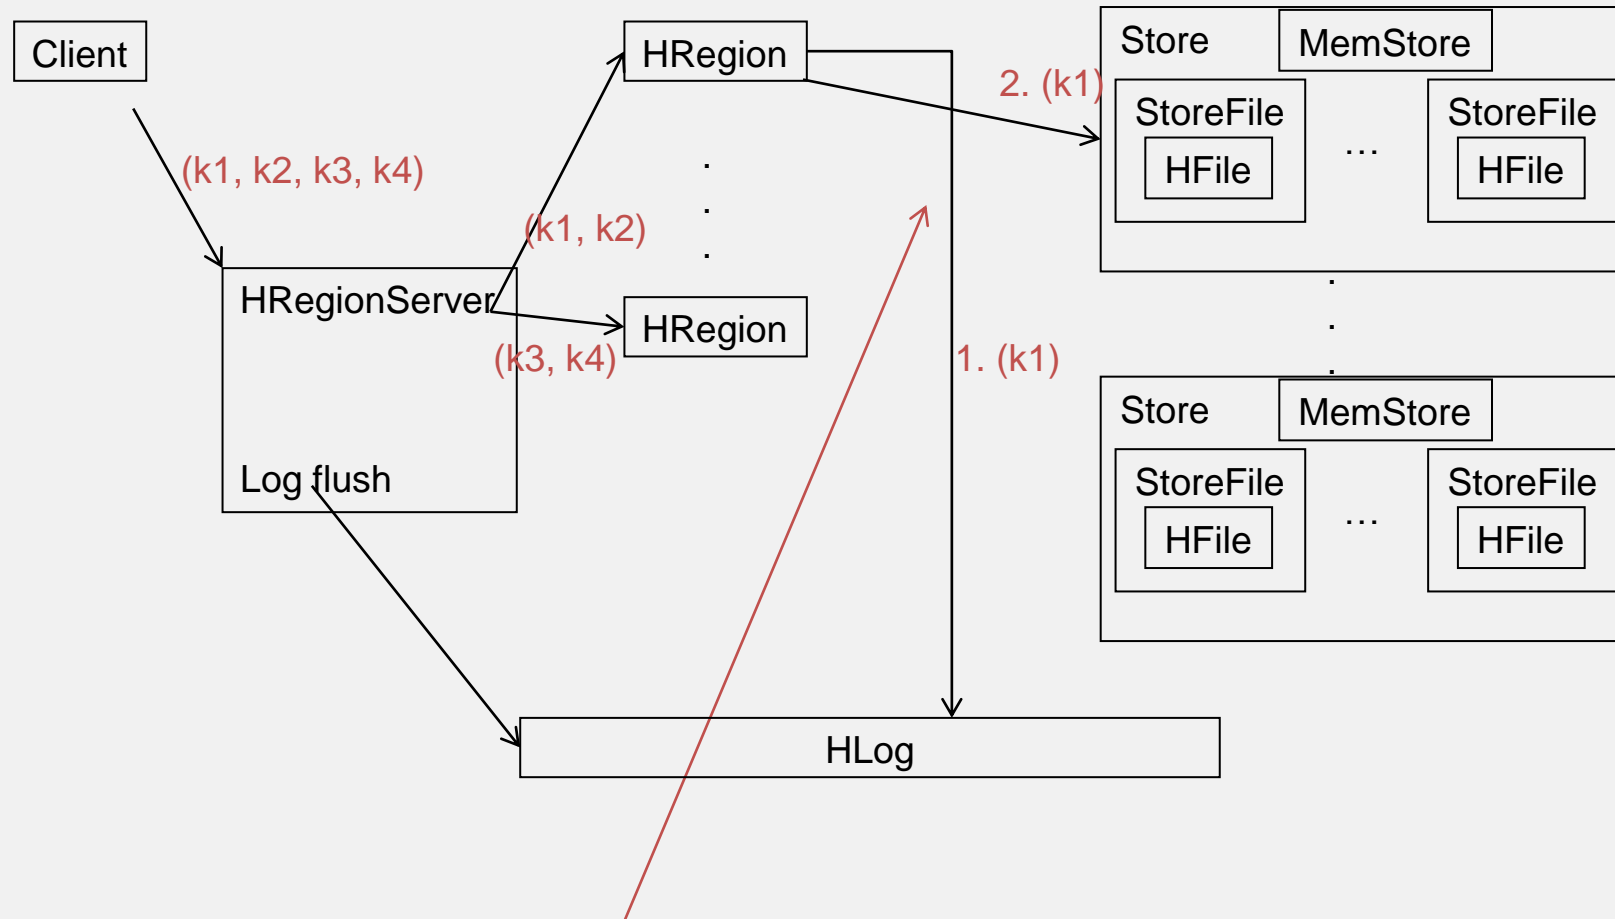 Client
(k1, k2, k3, k4)
HRegionServer
Log flush
HRegion
(k1, k2)
.
.
.
HRegion
(k3, k4)
2. (k1)
1. (k1)
HLog
Store
MemStore
StoreFile
HFile
...
StoreFile
HFile
.
.
.
Store
MemStore
StoreFile
HFile
...
StoreFile
HFile